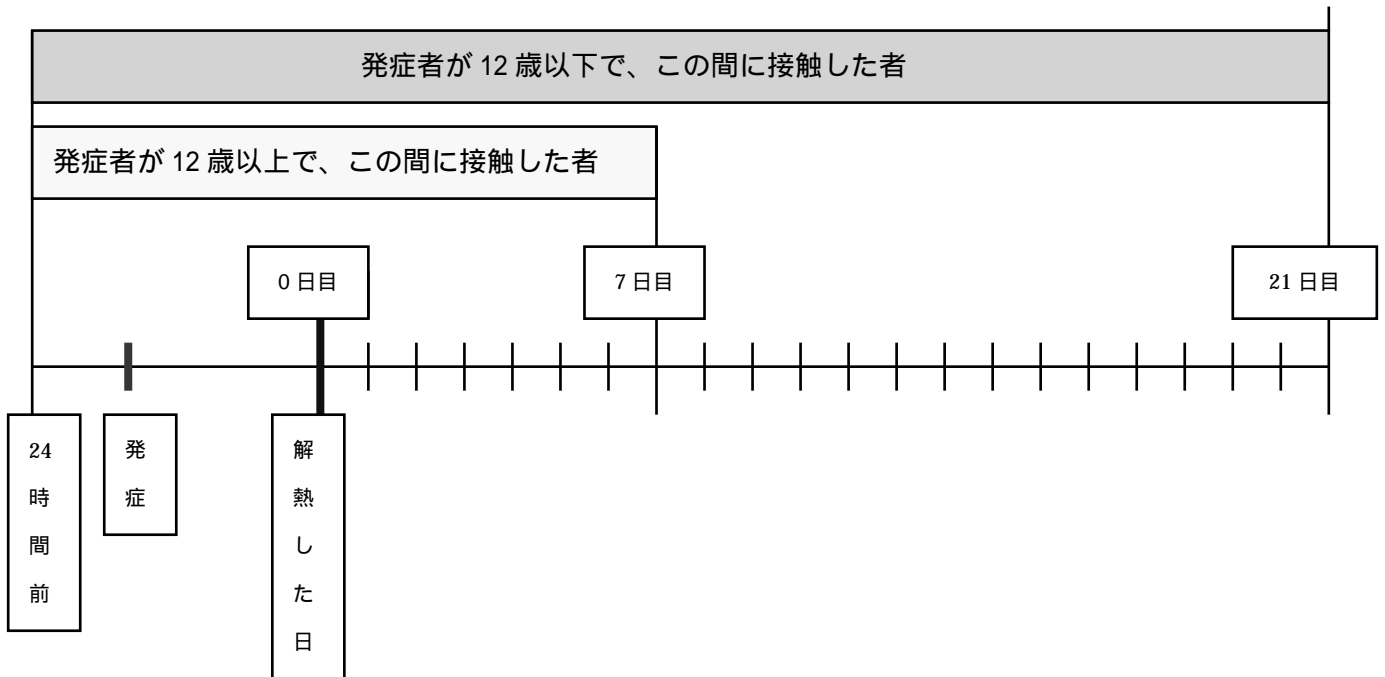 発症者が 12 歳以下で、この間に接触した者
発症者が 12 歳以上で、この間に接触した者
0 日目
7 日目
21 日目
24時間前
発症
解熱した日